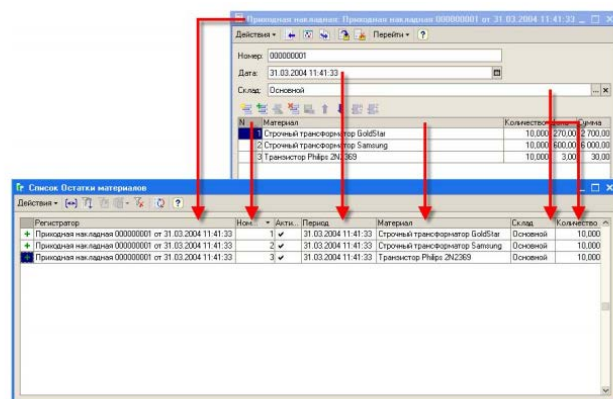 Приходная накладная: Приходная накладная 000000001 от 31.03.2004 11:41:33
Действия Перейти ?
Номер: 000000001
Дата: 31.03.2004 11:41:33
Склад: Основной ... x
N Материал Количество Цена Сумма
1 Строчный трансформатор GoldStar 10,000 270,00 2 700,00
2 Строчный трансформатор Samsung 10,000 600,00 6 000,00
3 Транзистор Philips 2N2369 10,000 3,00 30,00
Список Остатки материалов
Действия ?
Регистратор Ном... Акти... Период Материал Склад Количество
Приходная накладная 000000001 от 31.03.2004 11:41:33 1 31.03.2004 11:41:33 Строчный трансформатор GoldStar Основной 10,000
Приходная накладная 000000001 от 31.03.2004 11:41:33 2 31.03.2004 11:41:33 Строчный трансформатор Samsung Основной 10,000
Приходная накладная 000000001 от 31.03.2004 11:41:33 3 31.03.2004 11:41:33 Транзистор Philips 2N2369 Основной 10,000